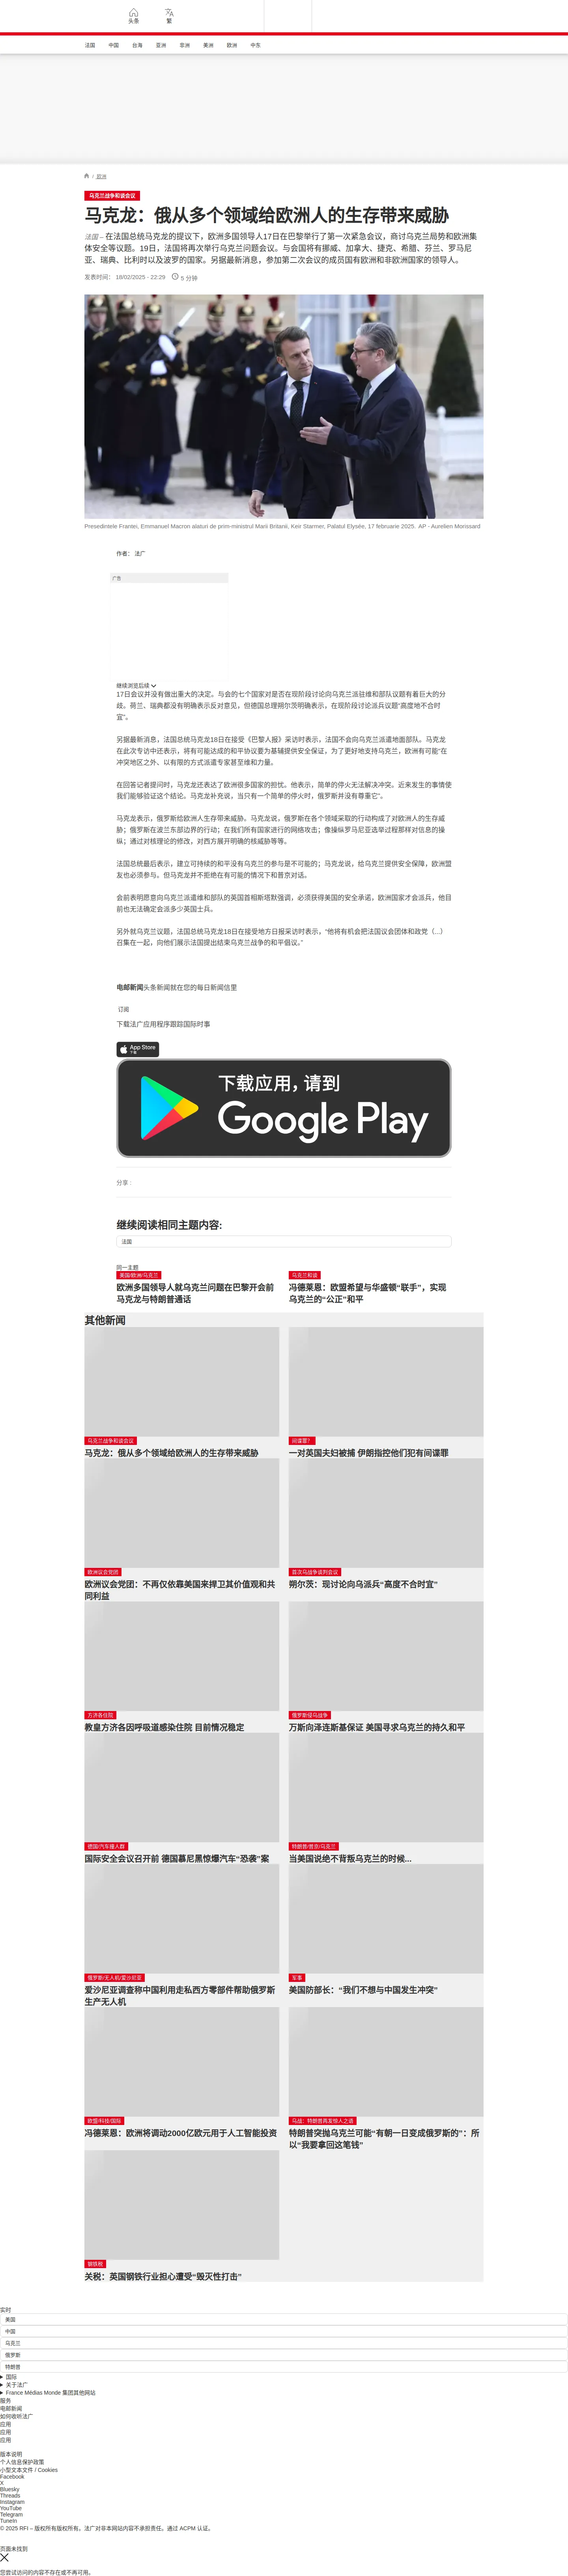 头条
繁
法国
中国
台海
亚洲
非洲
美洲
欧洲
中东
/ 欧洲
乌克兰战争和谈会议
马克龙：俄从多个领域给欧洲人的生存带来威胁
法国 – 在法国总统马克龙的提议下，欧洲多国领导人17日在巴黎举行了第一次紧急会议，商讨乌克兰局势和欧洲集
体安全等议题。19日，法国将再次举行乌克兰问题会议。与会国将有挪威、加拿大、捷克、希腊、芬兰、罗马尼
亚、瑞典、比利时以及波罗的国家。另据最新消息，参加第二次会议的成员国有欧洲和非欧洲国家的领导人。
发表时间： 18/02/2025 - 22:29
5 分钟
Presedintele Frantei, Emmanuel Macron alaturi de prim-ministrul Marii Britanii, Keir Starmer, Palatul Elysée, 17 februarie 2025. AP - Aurelien Morissard
作者： 法广
广告
继续浏览后续
17日会议并没有做出重大的决定。与会的七个国家对是否在现阶段讨论向乌克兰派驻维和部队议题有着巨大的分
歧。荷兰、瑞典都没有明确表示反对意见，但德国总理朔尔茨明确表示，在现阶段讨论派兵议题“高度地不合时
宜”。
另据最新消息，法国总统马克龙18日在接受《巴黎人报》采访时表示，法国不会向乌克兰派遣地面部队。马克龙
在此次专访中还表示，将有可能达成的和平协议要为基辅提供安全保证，为了更好地支持乌克兰，欧洲有可能“在
冲突地区之外、以有限的方式派遣专家甚至维和力量。
在回答记者提问时，马克龙还表达了欧洲很多国家的担忧。他表示，简单的停火无法解决冲突。近来发生的事情使
我们能够验证这个结论。马克龙补充说，当只有一个简单的停火时，俄罗斯并没有尊重它”。
马克龙表示，俄罗斯给欧洲人生存带来威胁。马克龙说，俄罗斯在各个领域采取的行动构成了对欧洲人的生存威
胁；俄罗斯在波兰东部边界的行动；在我们所有国家进行的网络攻击；像操纵罗马尼亚选举过程那样对信息的操
纵；通过对核理论的修改，对西方展开明确的核威胁等等。
法国总统最后表示，建立可持续的和平没有乌克兰的参与是不可能的；马克龙说，给乌克兰提供安全保障，欧洲盟
友也必须参与。但马克龙并不拒绝在有可能的情况下和普京对话。
会前表明愿意向乌克兰派遣维和部队的英国首相斯塔默强调，必须获得美国的安全承诺，欧洲国家才会派兵，他目
前也无法确定会派多少英国士兵。
另外就乌克兰议题，法国总统马克龙18日在接受地方日报采访时表示，“他将有机会把法国议会团体和政党（...）
召集在一起，向他们展示法国提出结束乌克兰战争的和平倡议。”
电邮新闻头条新闻就在您的每日新闻信里
订阅
下载法广应用程序跟踪国际时事
App Store
下载
下载应用，请到
Google Play
分享 :
继续阅读相同主题内容:
法国
同一主题
美国/欧洲/乌克兰
欧洲多国领导人就乌克兰问题在巴黎开会前
马克龙与特朗普通话
乌克兰和谈
冯德莱恩：欧盟希望与华盛顿“联手”，实现
乌克兰的“公正”和平
其他新闻
乌克兰战争和谈会议
马克龙：俄从多个领域给欧洲人的生存带来威胁
间谍罪？
一对英国夫妇被捕 伊朗指控他们犯有间谍罪
欧洲议会党团
欧洲议会党团：不再仅依靠美国来捍卫其价值观和共
同利益
首次乌战争谈判会议
朔尔茨：现讨论向乌派兵“高度不合时宜”
方济各住院
教皇方济各因呼吸道感染住院 目前情况稳定
俄罗斯侵乌战争
万斯向泽连斯基保证 美国寻求乌克兰的持久和平
德国/汽车撞人群
国际安全会议召开前 德国慕尼黑惊爆汽车“恐袭”案
特朗普/普京/乌克兰
当美国说绝不背叛乌克兰的时候...
俄罗斯/无人机/爱沙尼亚
爱沙尼亚调查称中国利用走私西方零部件帮助俄罗斯
生产无人机
军事
美国防部长：“我们不想与中国发生冲突”
欧盟/科技/国际
冯德莱恩：欧洲将调动2000亿欧元用于人工智能投资
乌战：特朗普再发惊人之语
特朗普突抛乌克兰可能“有朝一日变成俄罗斯的”：所
以“我要拿回这笔钱”
钢铁税
关税：英国钢铁行业担心遭受“毁灭性打击”
实时
美国
中国
乌克兰
俄罗斯
特朗普
国际
关于法广
France Médias Monde 集团其他网站
服务
电邮新闻
如何收听法广
应用
应用
应用
版本说明
个人信息保护政策
小型文本文件 / Cookies
Facebook
X
Bluesky
Threads
Instagram
YouTube
Telegram
TuneIn
© 2025 RFI – 版权所有版权所有。法广对非本网站内容不承担责任。通过 ACPM 认证。
页面未找到
您尝试访问的内容不存在或不再可用。